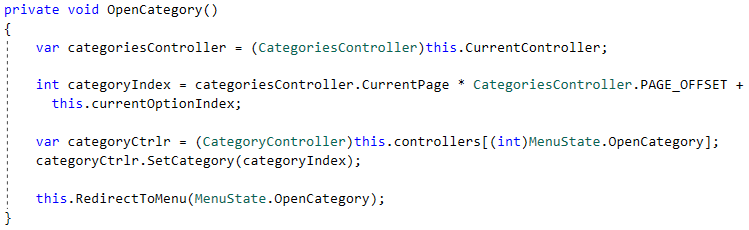 private void OpenCategory()
{
var categoriesController = (CategoriesController)this.CurrentController;
int categoryIndex = categoriesController.CurrentPage * CategoriesController.PAGE_OFFSET +
this.currentOptionIndex;
var categoryCtrlr = (CategoryController)this.controllers[(int)MenuState.OpenCategory];
categoryCtrlr.SetCategory(categoryIndex);
this.RedirectToMenu(MenuState.OpenCategory);
}